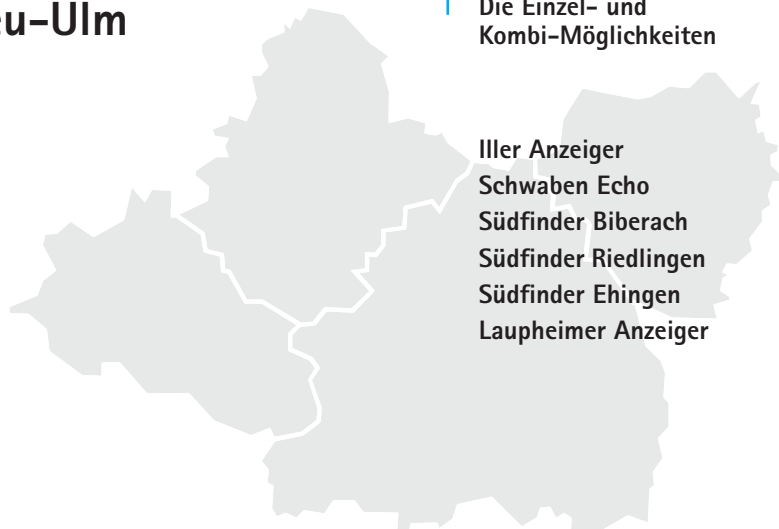 eu-Ulm
Die Einzel- und
Kombi-Möglichkeiten
Iller Anzeiger
Schwaben Echo
Südfinder Biberach
Südfinder Riedlingen
Südfinder Ehingen
Laupheimer Anzeiger